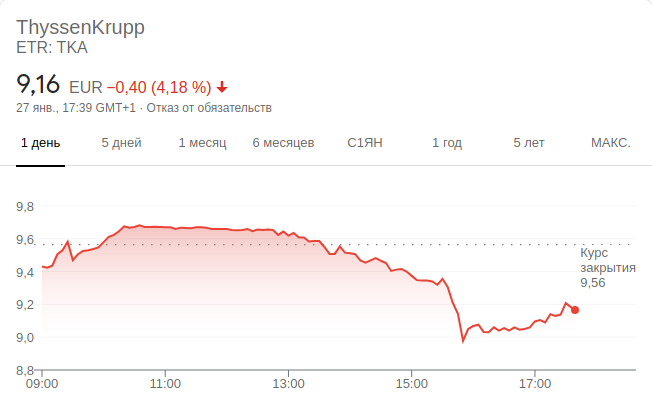 ThyssenKrupp
ETR: TKA
9,16 EUR −0,40 (4,18 %)
27 янв., 17:39 GMT+1 · Отказ от обязательств
1 день 5 дней 1 месяц 6 месяцев С1ЯН 1 год 5 лет МАКС.
9,8
9,6
9,4
9,2
9,0
8,8
Курс
закрытия
9,56
09:00 11:00 13:00 15:00 17:00